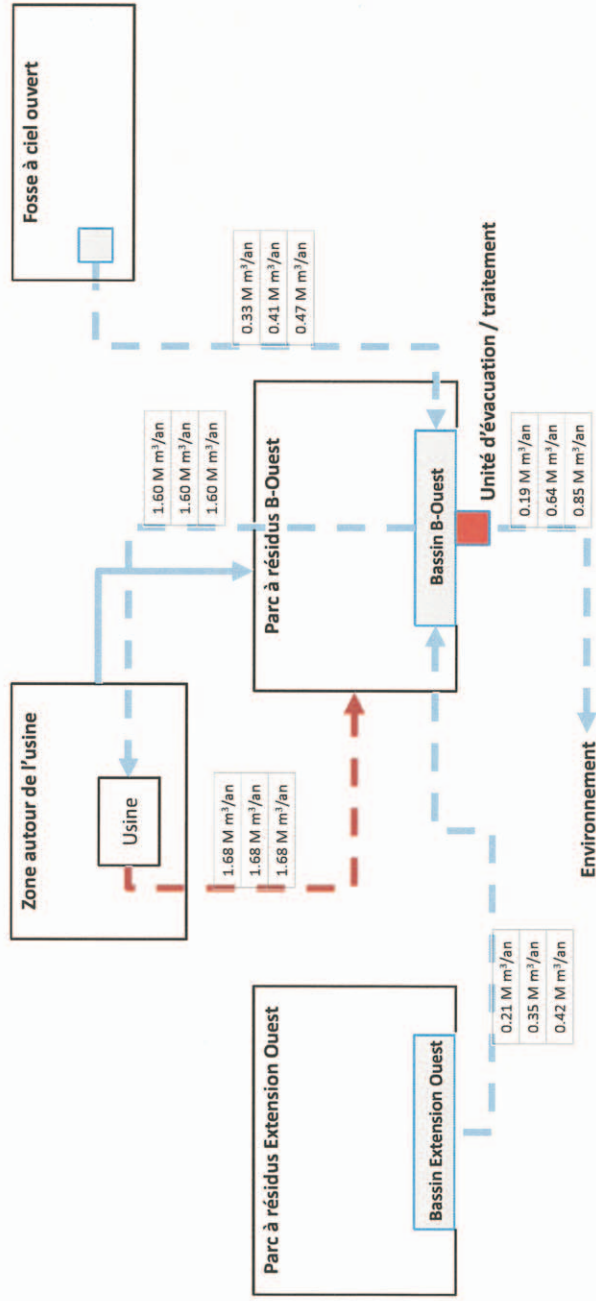 Zone autour de l'usine
Usine
Fosse à ciel ouvert
1.60 M m³/an
1.60 M m³/an
1.60 M m³/an
1.68 M m³/an
1.68 M m³/an
1.68 M m³/an
0.33 M m³/an
0.41 M m³/an
0.47 M m³/an
Parc à résidus Extension Ouest
Bassin Extension Ouest
Parc à résidus B-Ouest
Bassin B-Ouest
Unité d'évacuation / traitement
0.21 M m³/an
0.35 M m³/an
0.42 M m³/an
0.19 M m³/an
0.64 M m³/an
0.85 M m³/an
Environnement